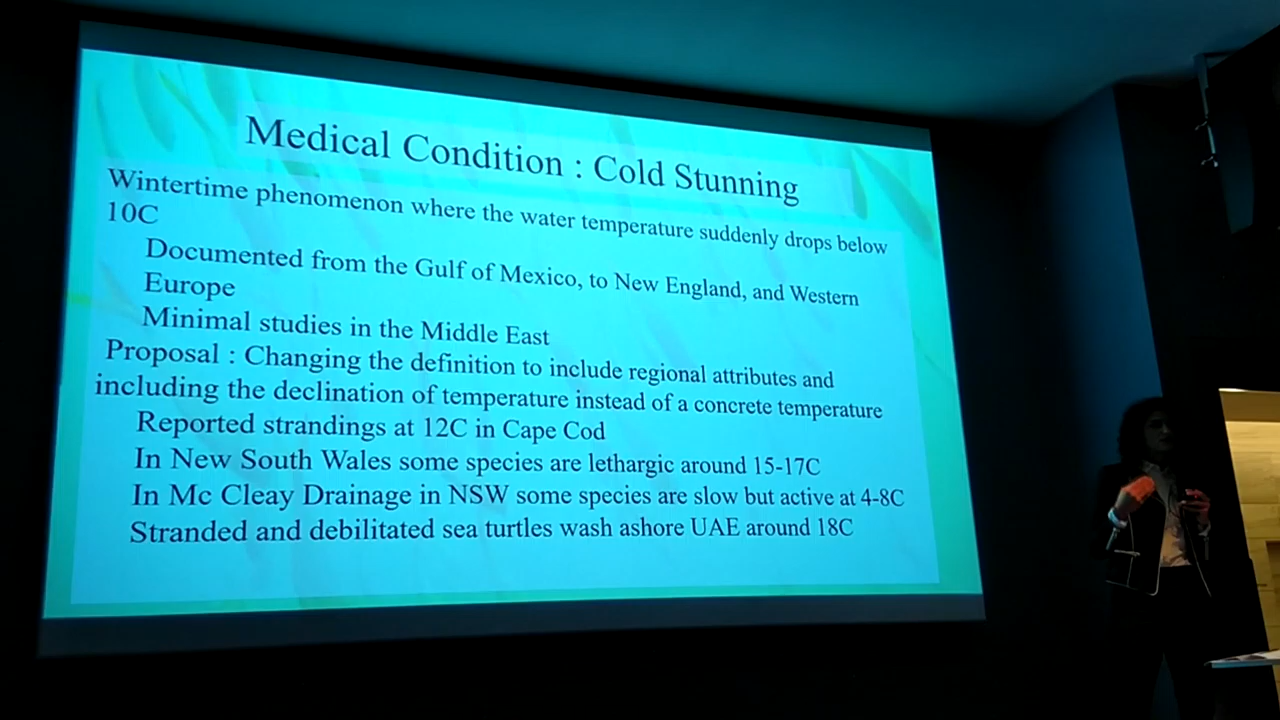 Medical Condition : Cold Stunning
Wintertime phenomenon where the water temperature suddenly drops below
10C
Documented from the Gulf of Mexico, to New England, and Western
Europe
Minimal studies in the Middle East
Proposal : Changing the definition to include regional attributes and
including the declination of temperature instead of a concrete temperature
Reported strandings at 12C in Cape Cod
In New South Wales some species are lethargic around 15-17C
In Mc Cleay Drainage in NSW some species are slow but active at 4-8C
Stranded and debilitated sea turtles wash ashore UAE around 18C